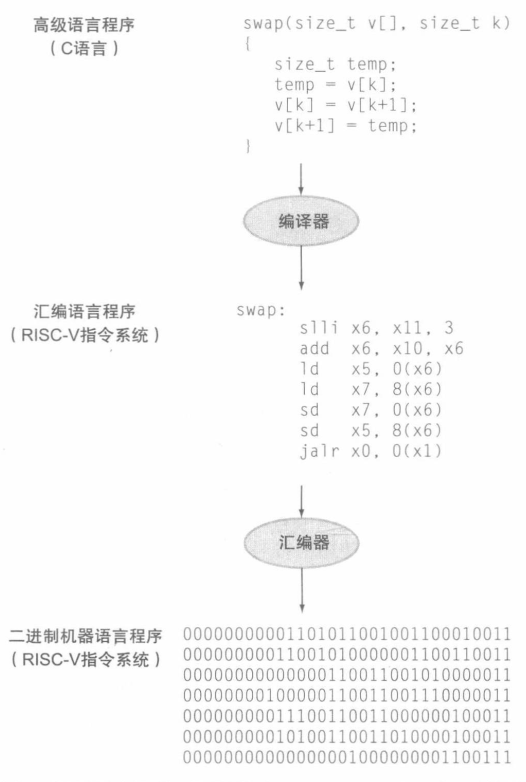 高级语言程序
（C语言）
swap(size_t v[], size_t k)
{
size_t temp;
temp = v[k];
v[k] = v[k+1];
v[k+1] = temp;
}
编译器
汇编语言程序
（RISC-V指令系统）
swap:
slli x6, x11, 3
add x6, x10, x6
ld x5, 0(x6)
ld x7, 8(x6)
sd x7, 0(x6)
sd x5, 8(x6)
jalr x0, 0(x1)
汇编器
二进制机器语言程序
（RISC-V指令系统）
00000000001101011001001100010011
00000000011001010000001100110011
00000000000000110011001010000011
00000000100000110011001110000011
00000000011100110011000000100011
00000000010100110011010000100011
00000000000000001000000001100111